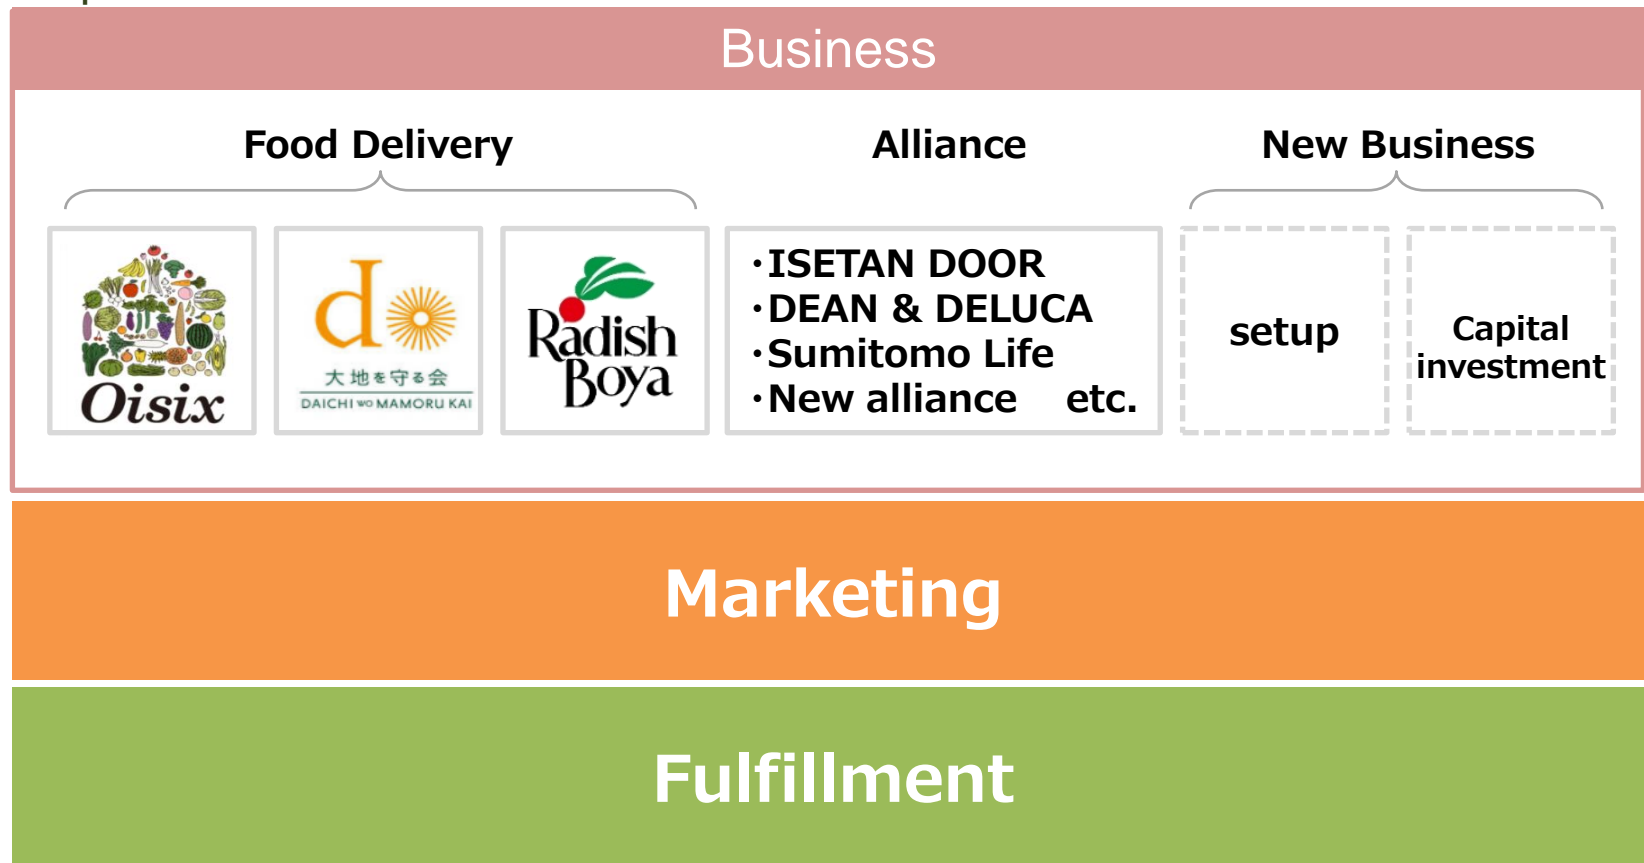 Business
Food Delivery
Alliance
New Business
Oisix
do
大地を守る会
DAICHI WO MAMORU KAI
Radish
Boya
・ISETAN DOOR
・DEAN & DELUCA
・Sumitomo Life
・New alliance etc.
setup
Capital
investment
Marketing
Fulfillment